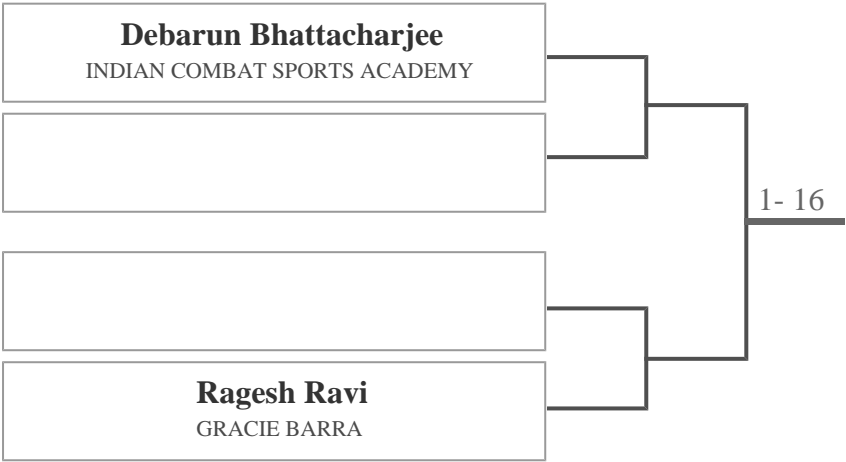 Debarun Bhattacharjee
INDIAN COMBAT SPORTS ACADEMY
1- 16
Ragesh Ravi
GRACIE BARRA